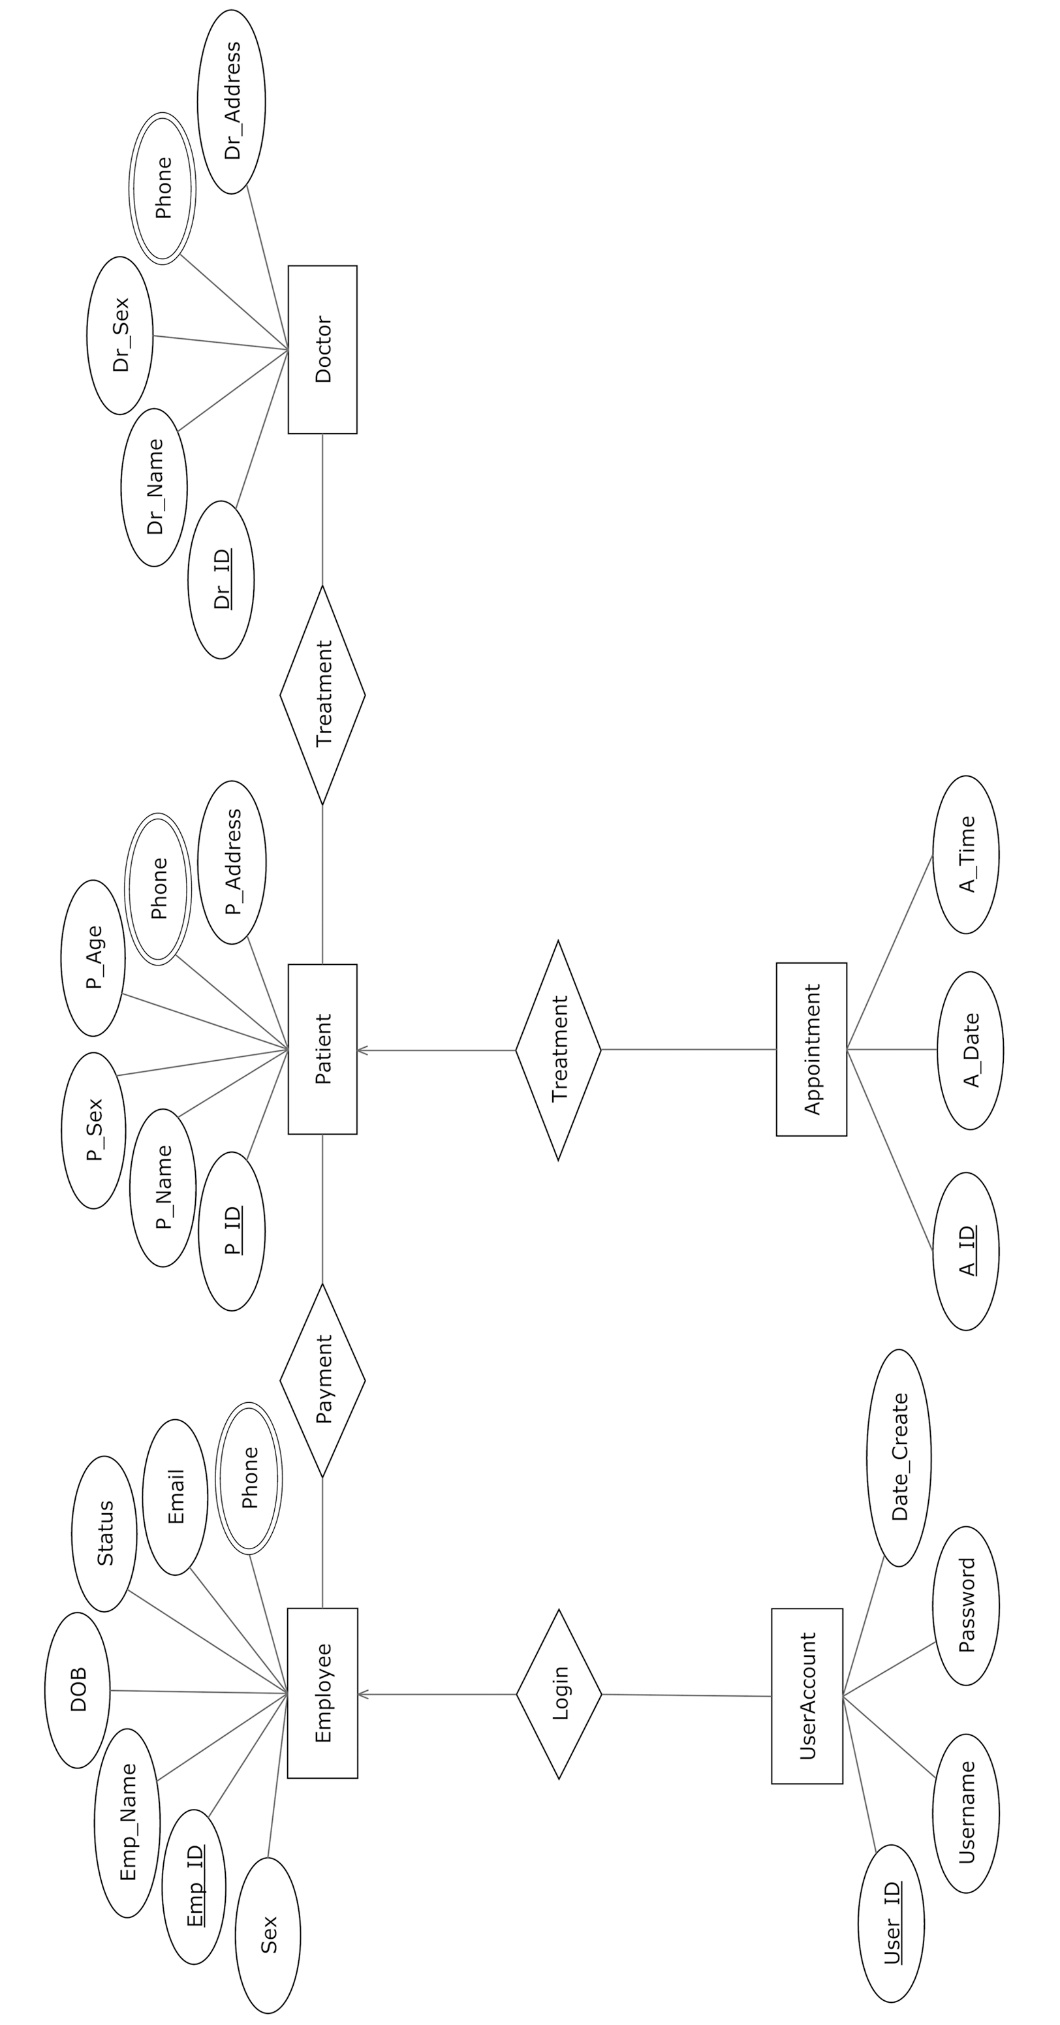 DOB
Status
P_Sex
P_Age
Dr_Sex
Emp_Name
Email
P_Name
Phone
Dr_Name
Phone
Sex
Emp_ID
Phone
P_ID
P_Address
Dr_ID
Dr_Address
Employee
Payment
Patient
Treatment
Doctor
Login
Treatment
UserAccount
Appointment
User_ID
Username
Password
Date_Create
A_ID
A_Date
A_Time